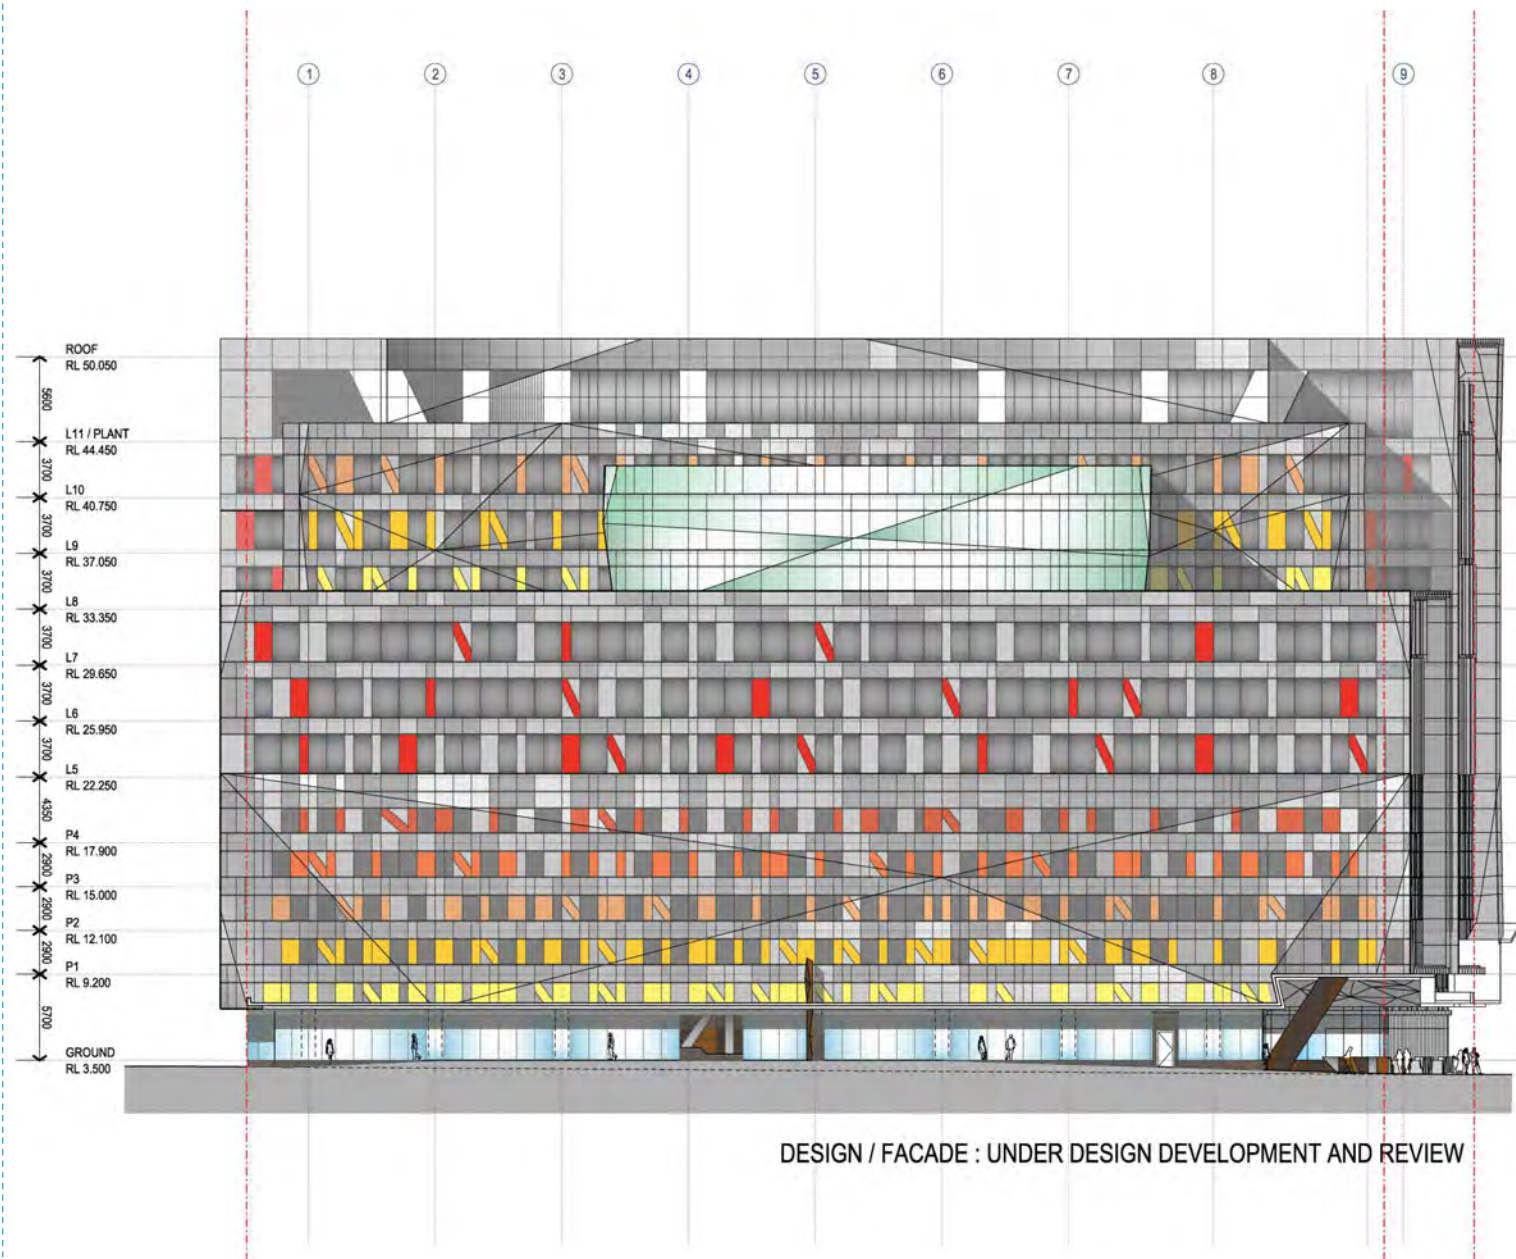 1 2 3 4 5 6 7 8 9
ROOF
RL 50.050
5600
L11 / PLANT
RL 44.450
3700
L10
RL 40.750
3700
L9
RL 37.050
3700
L8
RL 33.350
3700
L7
RL 29.650
3700
L6
RL 25.950
3700
L5
RL 22.250
4350
P4
RL 17.900
2900
P3
RL 15.000
2900
P2
RL 12.100
2900
P1
RL 9.200
5700
GROUND
RL 3.500
DESIGN / FACADE : UNDER DESIGN DEVELOPMENT AND REVIEW